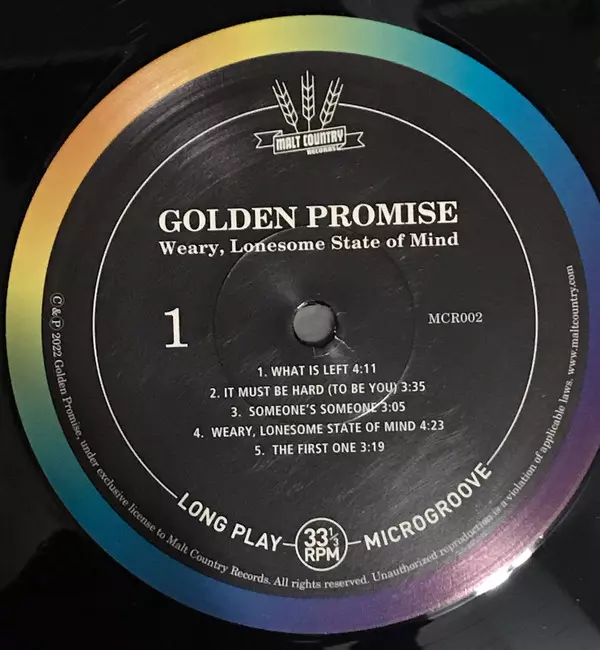 MALT COUNTRY
RECORDS
GOLDEN PROMISE
Weary, Lonesome State of Mind
1
MCR002
1. WHAT IS LEFT 4:11
2. IT MUST BE HARD (TO BE YOU) 3:35
3. SOMEONE'S SOMEONE 3:05
4. WEARY, LONESOME STATE OF MIND 4:23
5. THE FIRST ONE 3:19
LONG PLAY 33⅓ RPM MICROGROOVE
© & ℗ 2022 Golden Promise, under exclusive license to Malt Country Records. All rights reserved. Unauthorized reproduction is a violation of applicable laws. www.maltcountry.com